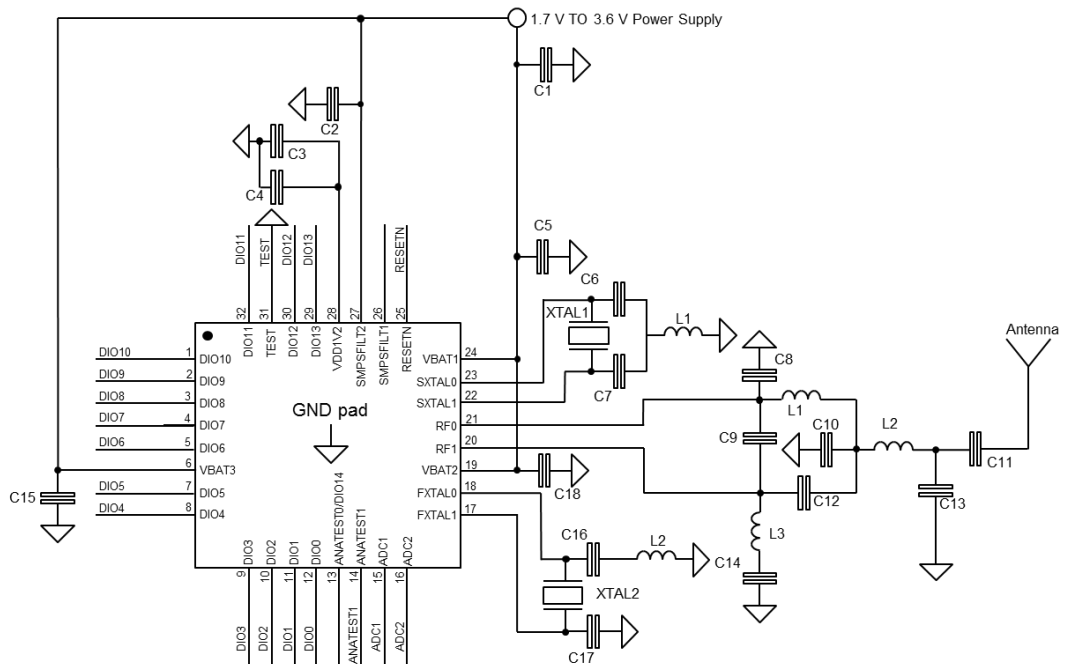 1.7 V TO 3.6 V Power Supply
C1
C2
C3
C4
C5
DIO11
TEST
DIO12
DIO13
RESETN
32
31
30
29
28
27
26
25
DIO11
TEST
DIO12
DIO13
VDD1V2
SMPSFILT2
SMPSFILT1
RESETN
C6
XTAL1
L1
C7
Antenna
DIO10
1
DIO10
VBAT1
24
DIO9
2
DIO9
SXTAL0
23
DIO8
3
DIO8
SXTAL1
22
DIO7
4
DIO7
RF0
21
DIO6
5
DIO6
RF1
20
6
VBAT3
VBAT2
19
DIO5
7
DIO5
FXTAL0
18
DIO4
8
DIO4
FXTAL1
17
GND pad
C8
L1
C9
C10
L2
C11
C12
C13
C15
C18
C16
L2
C14
L3
XTAL2
C17
DIO3
DIO2
DIO1
DIO0
ANATEST0/DIO14
ANATEST1
ADC1
ADC2
9
10
11
12
13
14
15
16
DIO3
DIO2
DIO1
DIO0
ANATEST1
ADC1
ADC2